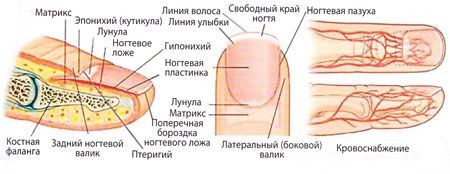 Матрикс
Эпонихий (кутикула)
Лунула
Ногтевое
ложе
Гипонихий
Ногтевая
пластинка
Лунула
Матрикс
Поперечная
бороздка
ногтевого ложа
Костная
фаланга
Задний ногтевой
валик
Птеригий
Линия волоса
Линия улыбки
Свободный край
ногтя
Ногтевая пазуха
Латеральный (боковой)
валик
Кровоснабжение